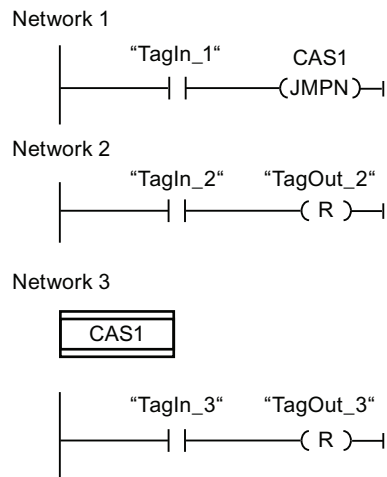 Network 1
“TagIn_1“ CAS1
(JMPN)
Network 2
“TagIn_2“ “TagOut_2“
( R )
Network 3
CAS1
“TagIn_3“ “TagOut_3“
( R )